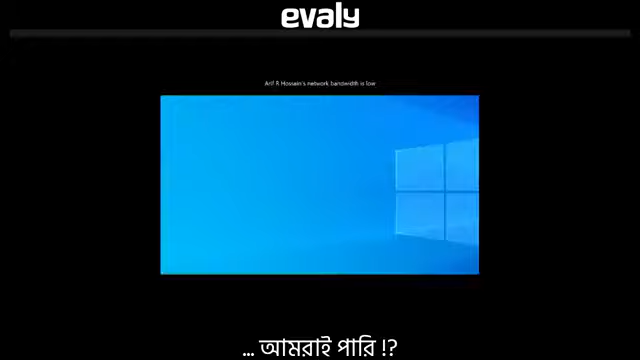 evaly
Arif R Hossain's network bandwidth is low
... আমরাই পারি !?